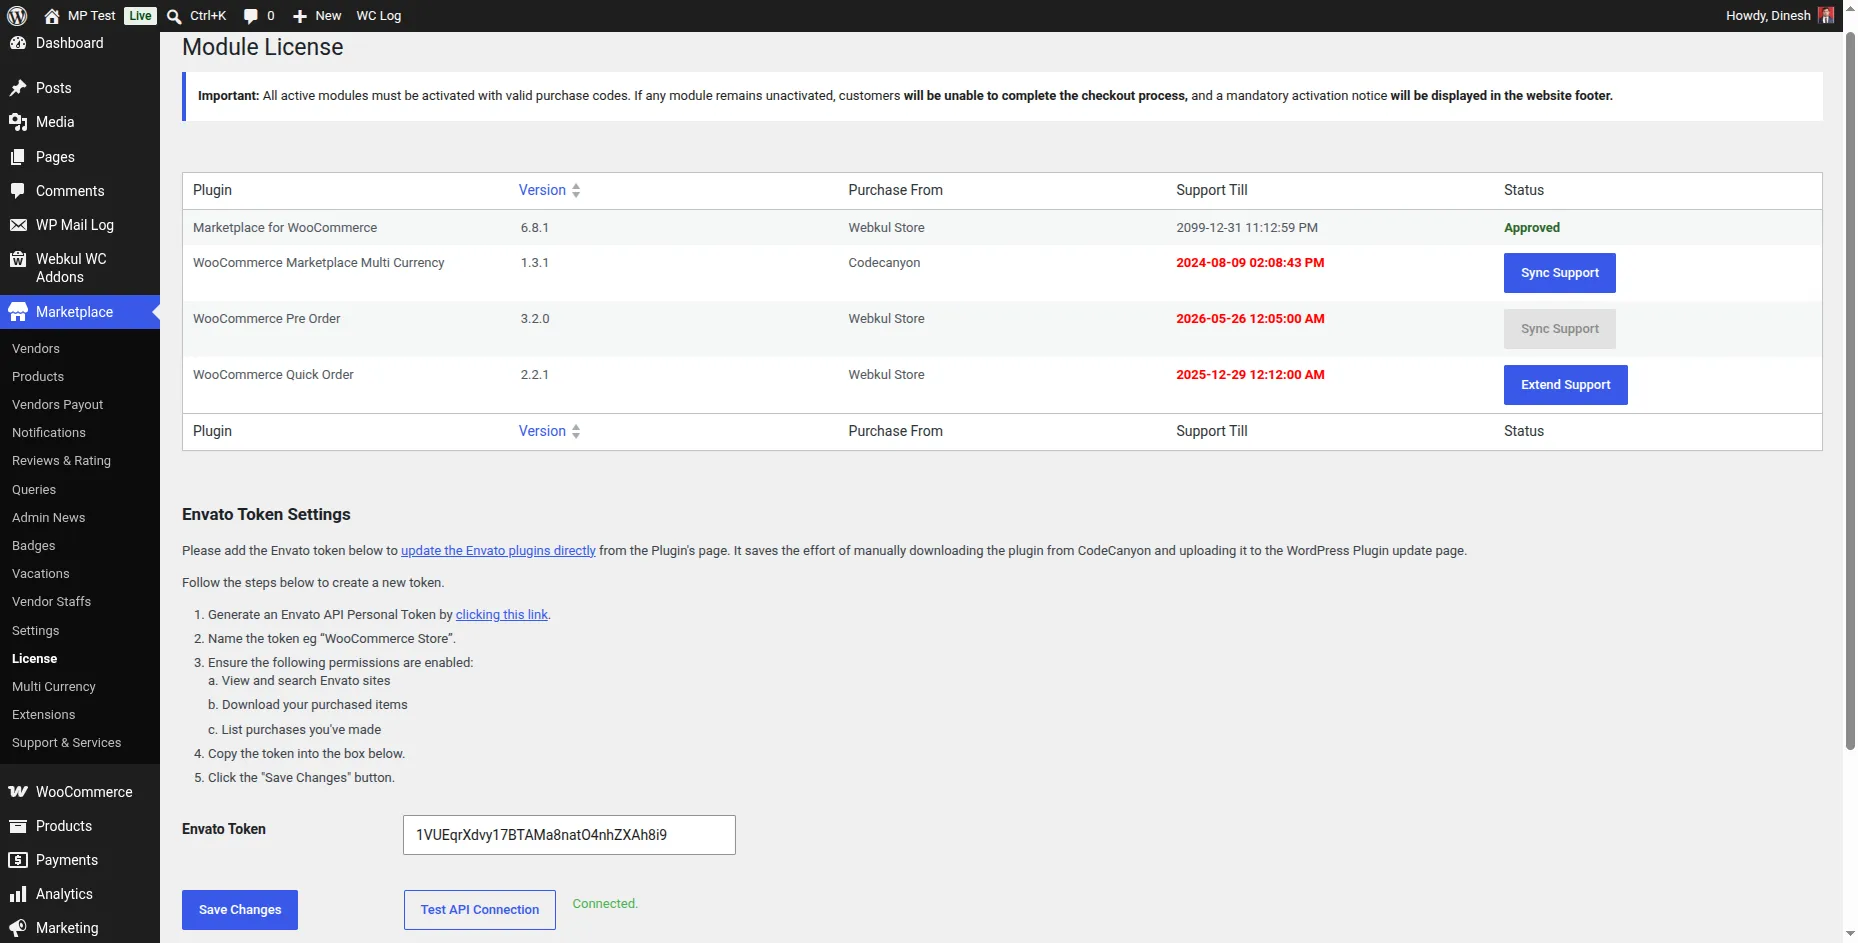 MP Test Live Ctrl+K 0 New WC Log Howdy, Dinesh
Dashboard
Posts
Media
Pages
Comments
WP Mail Log
Webkul WC
Addons
Marketplace
Vendors
Products
Vendors Payout
Notifications
Reviews & Rating
Queries
Admin News
Badges
Vacations
Vendor Staffs
Settings
License
Multi Currency
Extensions
Support & Services
WooCommerce
Products
Payments
Analytics
Marketing
Module License
Important: All active modules must be activated with valid purchase codes. If any module remains unactivated, customers will be unable to complete the checkout process, and a mandatory activation notice will be displayed in the website footer.
Plugin Version Purchase From Support Till Status
Marketplace for WooCommerce 6.8.1 Webkul Store 2099-12-31 11:12:59 PM Approved
WooCommerce Marketplace Multi Currency 1.3.1 Codecanyon 2024-08-09 02:08:43 PM Sync Support
WooCommerce Pre Order 3.2.0 Webkul Store 2026-05-26 12:05:00 AM Sync Support
WooCommerce Quick Order 2.2.1 Webkul Store 2025-12-29 12:12:00 AM Extend Support
Plugin Version Purchase From Support Till Status
Envato Token Settings
Please add the Envato token below to update the Envato plugins directly from the Plugin's page. It saves the effort of manually downloading the plugin from CodeCanyon and uploading it to the WordPress Plugin update page.
Follow the steps below to create a new token.
1. Generate an Envato API Personal Token by clicking this link.
2. Name the token eg “WooCommerce Store”.
3. Ensure the following permissions are enabled:
a. View and search Envato sites
b. Download your purchased items
c. List purchases you've made
4. Copy the token into the box below.
5. Click the "Save Changes" button.
Envato Token 1VUEqrXdvy17BTAMa8natO4nhZXAh8i9
Save Changes Test API Connection Connected.